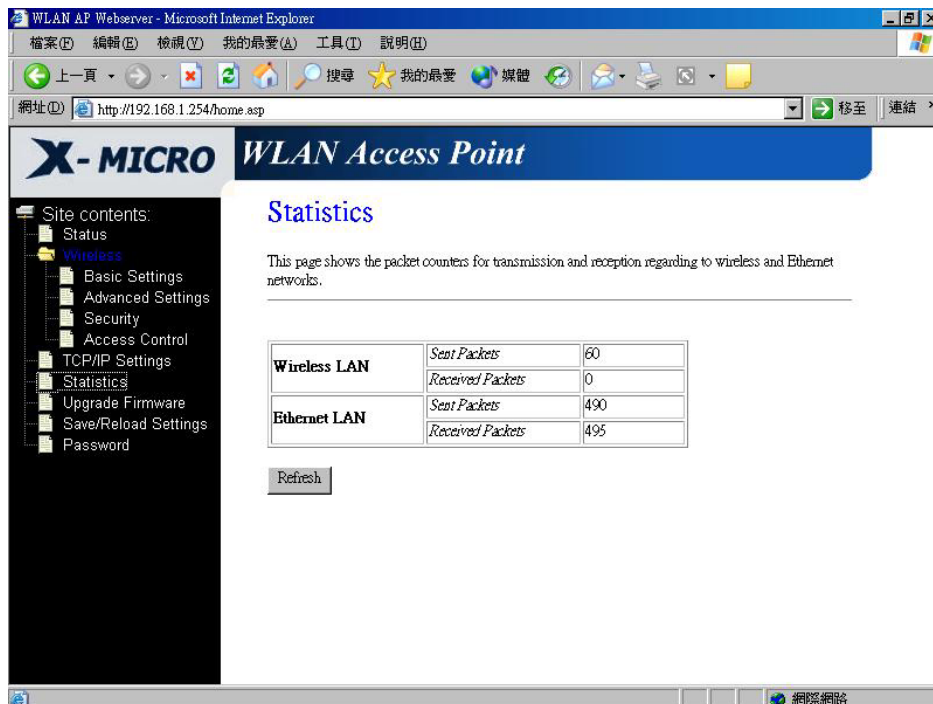 WLAN AP Webserver - Microsoft Internet Explorer
檔案(F) 編輯(E) 檢視(V) 我的最愛(A) 工具(T) 說明(H)
上一頁 搜尋 我的最愛 媒體
網址(D) http://192.168.1.254/home.asp 移至 連結
X-MICRO WLAN Access Point
Site contents:
Status
Wireless
Basic Settings
Advanced Settings
Security
Access Control
TCP/IP Settings
Statistics
Upgrade Firmware
Save/Reload Settings
Password
Statistics
This page shows the packet counters for transmission and reception regarding to wireless and Ethernet
networks.
Wireless LAN Sent Packets 60
Received Packets 0
Ethernet LAN Sent Packets 490
Received Packets 495
Refresh
網際網路